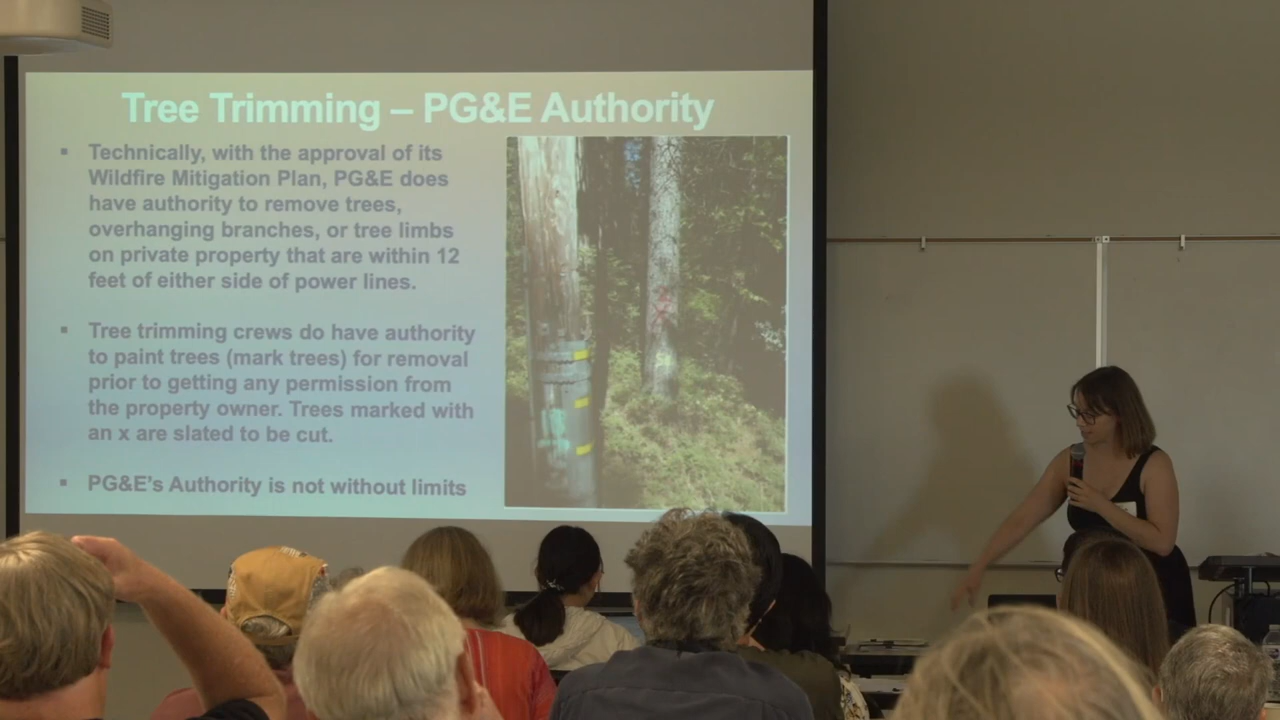 Tree Trimming – PG&E Authority
▪ Technically, with the approval of its
Wildfire Mitigation Plan, PG&E does
have authority to remove trees,
overhanging branches, or tree limbs
on private property that are within 12
feet of either side of power lines.
▪ Tree trimming crews do have authority
to paint trees (mark trees) for removal
prior to getting any permission from
the property owner. Trees marked with
an x are slated to be cut.
▪ PG&E's Authority is not without limits